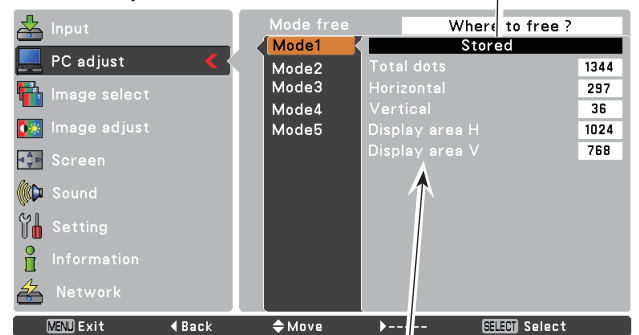 Input
PC adjust
Image select
Image adjust
Screen
Sound
Setting
Information
Network
Mode free
Where to free ?
Mode1
Mode2
Mode3
Mode4
Mode5
Stored
Total dots 1344
Horizontal 297
Vertical 36
Display area H 1024
Display area V 768
MENU Exit Back Move ----- SELECT Select